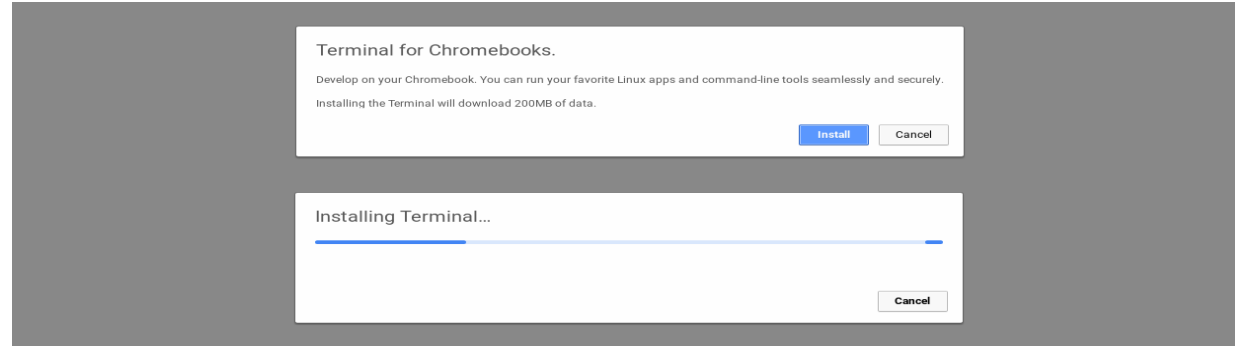 Terminal for Chromebooks.
Develop on your Chromebook. You can run your favorite Linux apps and command-line tools seamlessly and securely.
Installing the Terminal will download 200MB of data.
Install Cancel
Installing Terminal...
Cancel